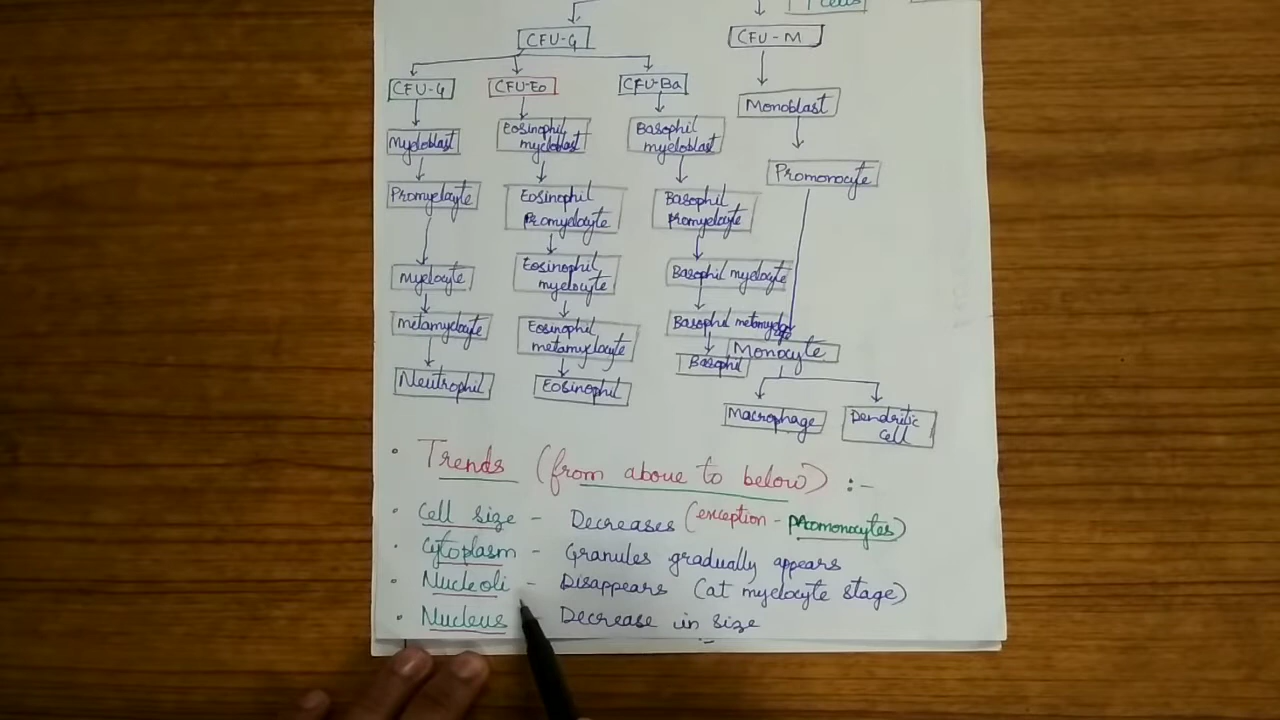 T cells
CFU-G
CFU-M
CFU-G
CFU-Eo
CFU-Ba
Monoblast
Myeloblast
Eosinophil
myeloblast
Basophil
myeloblast
Promonocyte
Promyelocyte
Eosinophil
Promyelocyte
Basophil
Promyelocyte
myelocyte
Eosinophil
myelocyte
Basophil myelocyte
metamyelocyte
Eosinophil
metamyelocyte
Basophil metamyelocyte
Monocyte
Basophil
Neutrophil
Eosinophil
Macrophage
Dendritic
cell
• Trends (from above to below) :-
• Cell size - Decreases (exception - promonocytes)
• Cytoplasm - Granules gradually appears
• Nucleoli - Disappears (at myelocyte stage)
• Nucleus - Decrease in size